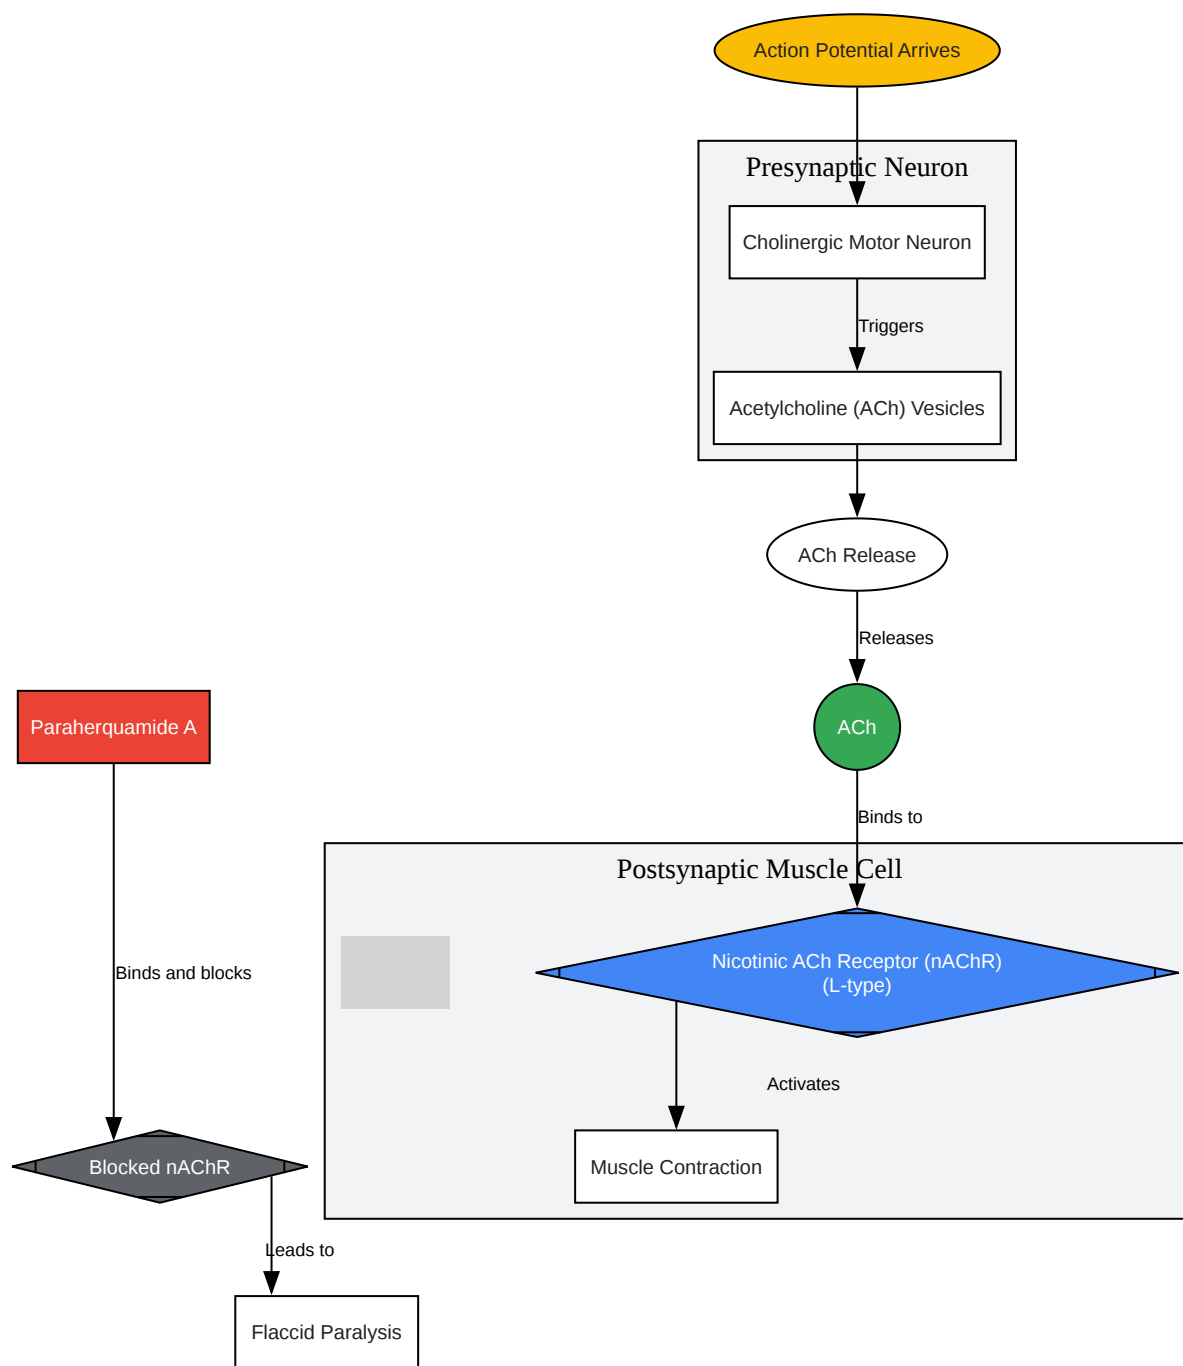 Action Potential Arrives
Presynaptic Neuron
Cholinergic Motor Neuron
Triggers
Acetylcholine (ACh) Vesicles
ACh Release
Releases
Paraherquamide A
ACh
Binds to
Postsynaptic Muscle Cell
Nicotinic ACh Receptor (nAChR)
(L-type)
Binds and blocks
Activates
Blocked nAChR
Muscle Contraction
Leads to
Flaccid Paralysis